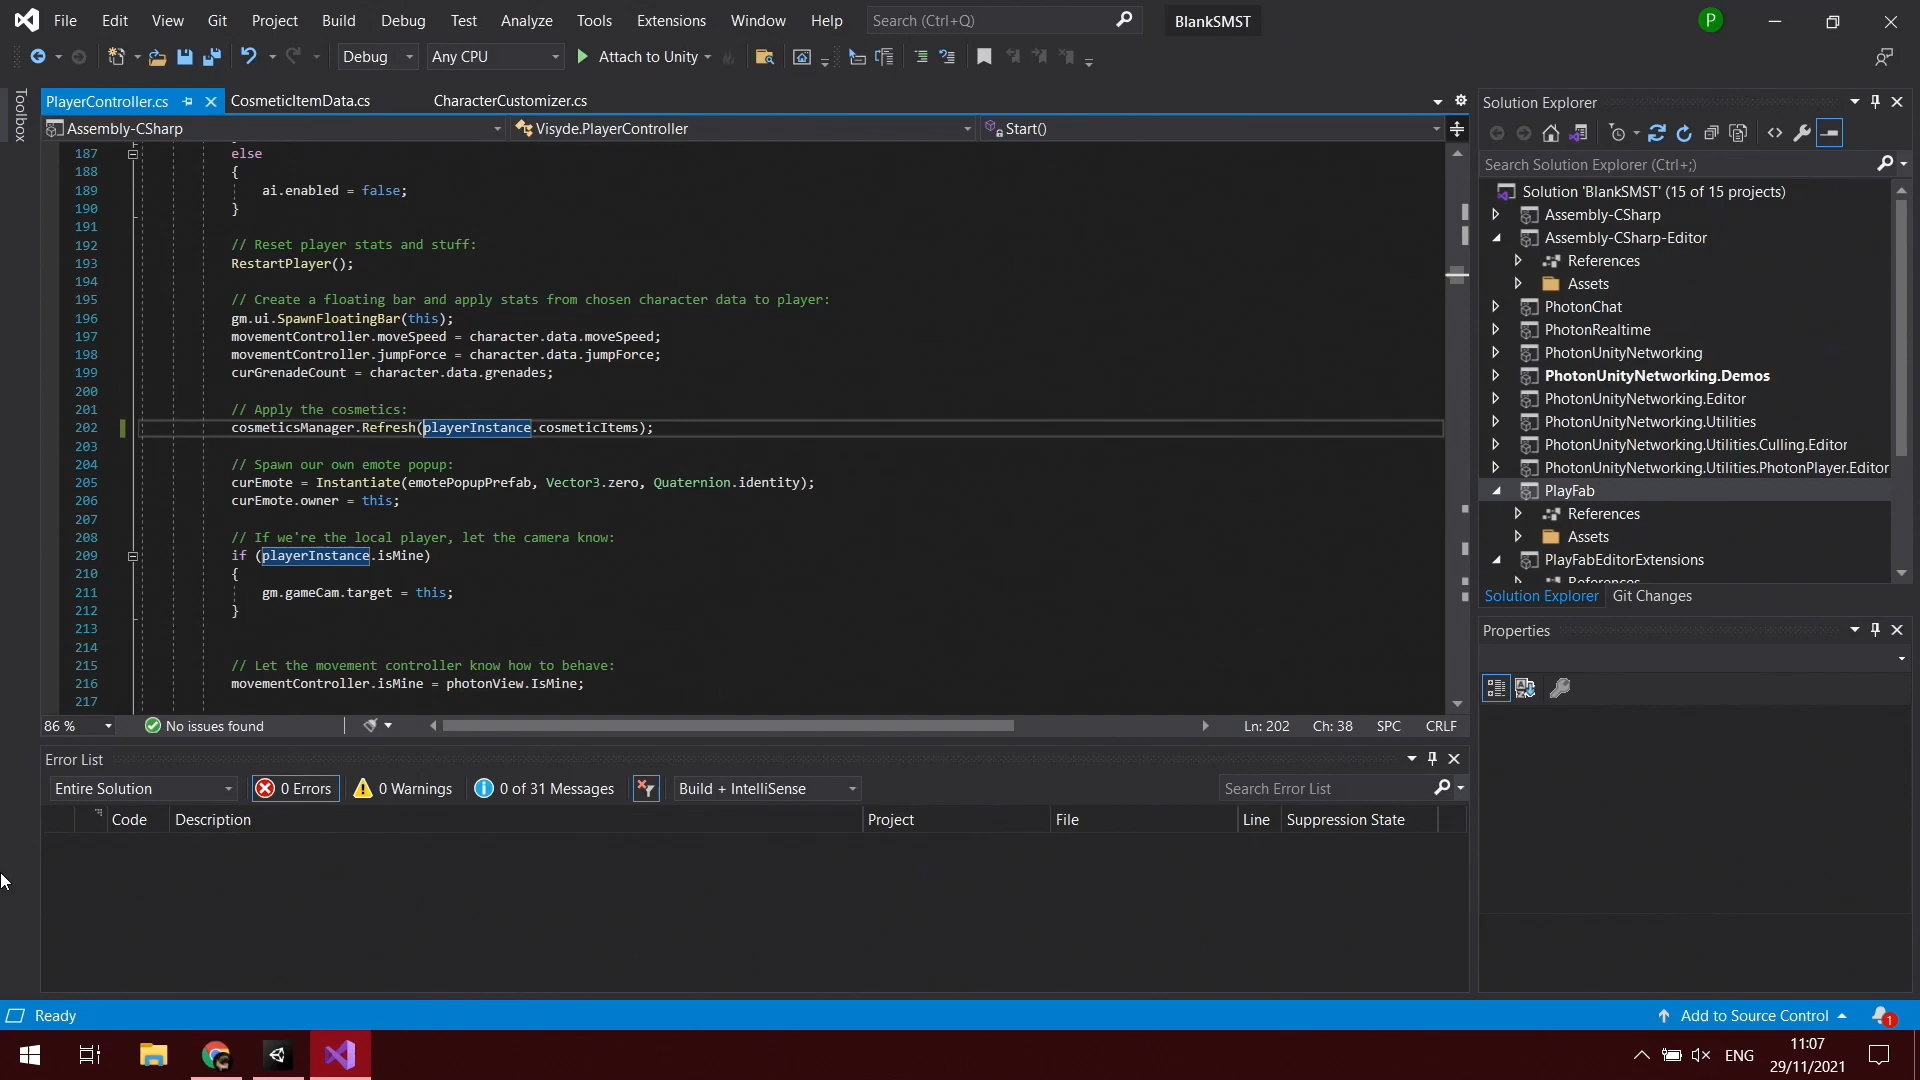 File Edit View Git Project Build Debug Test Analyze Tools Extensions Window Help Search (Ctrl+Q) BlankSMST P
Debug Any CPU Attach to Unity
Toolbox
PlayerController.cs CosmeticItemData.cs CharacterCustomizer.cs
Assembly-CSharp Visyde.PlayerController Start()
187 else
188 {
189 ai.enabled = false;
190 }
191
192 // Reset player stats and stuff:
193 RestartPlayer();
194
195 // Create a floating bar and apply stats from chosen character data to player:
196 gm.ui.SpawnFloatingBar(this);
197 movementController.moveSpeed = character.data.moveSpeed;
198 movementController.jumpForce = character.data.jumpForce;
199 curGrenadeCount = character.data.grenades;
200
201 // Apply the cosmetics:
202 cosmeticsManager.Refresh(playerInstance.cosmeticItems);
203
204 // Spawn our own emote popup:
205 curEmote = Instantiate(emotePopupPrefab, Vector3.zero, Quaternion.identity);
206 curEmote.owner = this;
207
208 // If we're the local player, let the camera know:
209 if (playerInstance.isMine)
210 {
211 gm.gameCam.target = this;
212 }
213
214
215 // Let the movement controller know how to behave:
216 movementController.isMine = photonView.IsMine;
217
86 % No issues found Ln: 202 Ch: 38 SPC CRLF
Error List
Entire Solution 0 Errors 0 Warnings 0 of 31 Messages Build + IntelliSense Search Error List
Code Description Project File Line Suppression State
Solution Explorer
Search Solution Explorer (Ctrl+;)
Solution 'BlankSMST' (15 of 15 projects)
Assembly-CSharp
Assembly-CSharp-Editor
References
Assets
PhotonChat
PhotonRealtime
PhotonUnityNetworking
PhotonUnityNetworking.Demos
PhotonUnityNetworking.Editor
PhotonUnityNetworking.Utilities
PhotonUnityNetworking.Utilities.Culling.Editor
PhotonUnityNetworking.Utilities.PhotonPlayer.Editor
PlayFab
References
Assets
PlayFabEditorExtensions
References
Solution Explorer Git Changes
Properties
Ready Add to Source Control 1
ENG 11:07
29/11/2021